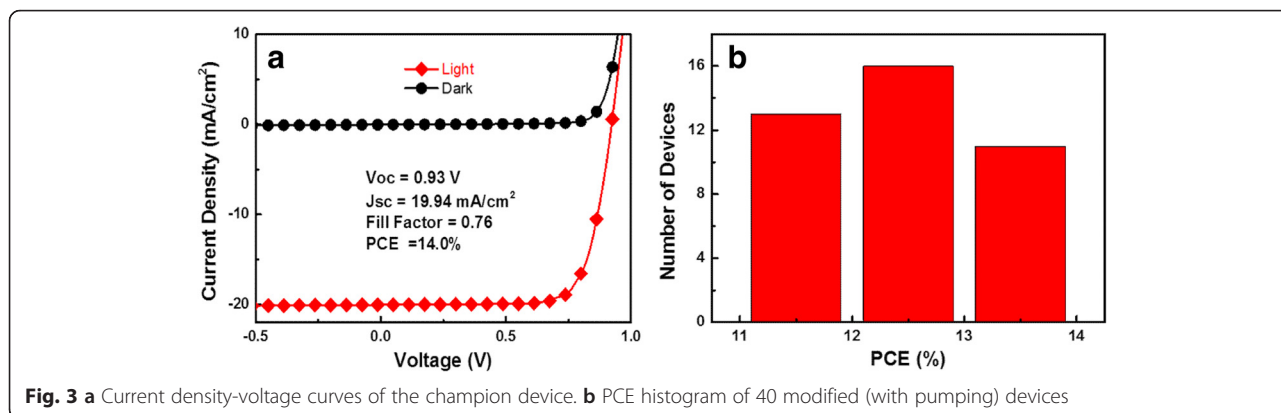 a
10
0
-10
-20
Current Density (mA/cm²)
Light
Dark
Voc = 0.93 V
Jsc = 19.94 mA/cm²
Fill Factor = 0.76
PCE =14.0%
-0.5 0.0 0.5 1.0
Voltage (V)
b
16
12
8
4
0
Number of Devices
11 12 13 14
PCE (%)
Fig. 3 a Current density-voltage curves of the champion device. b PCE histogram of 40 modified (with pumping) devices